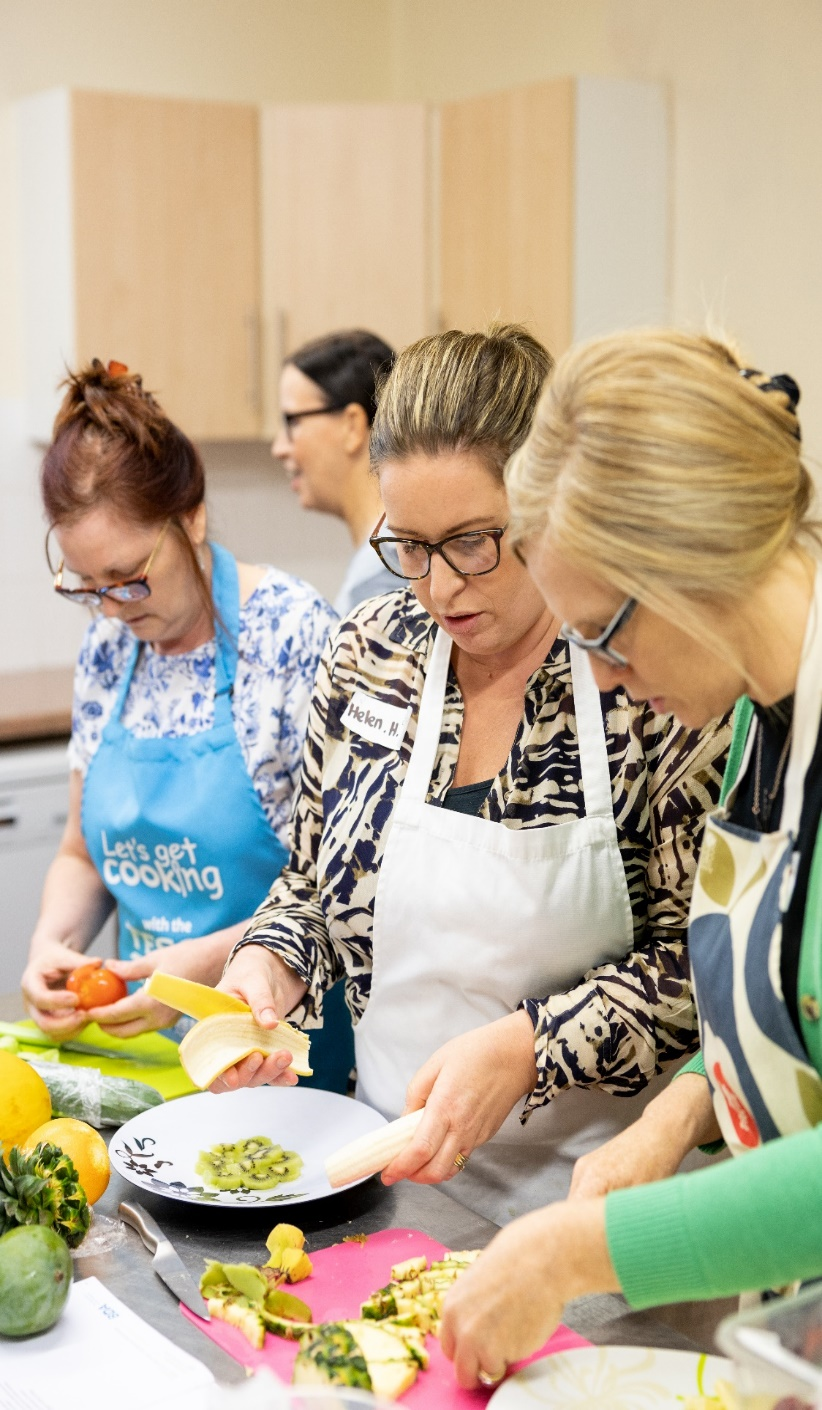 Helen. H.
Let's get
cooking
with the